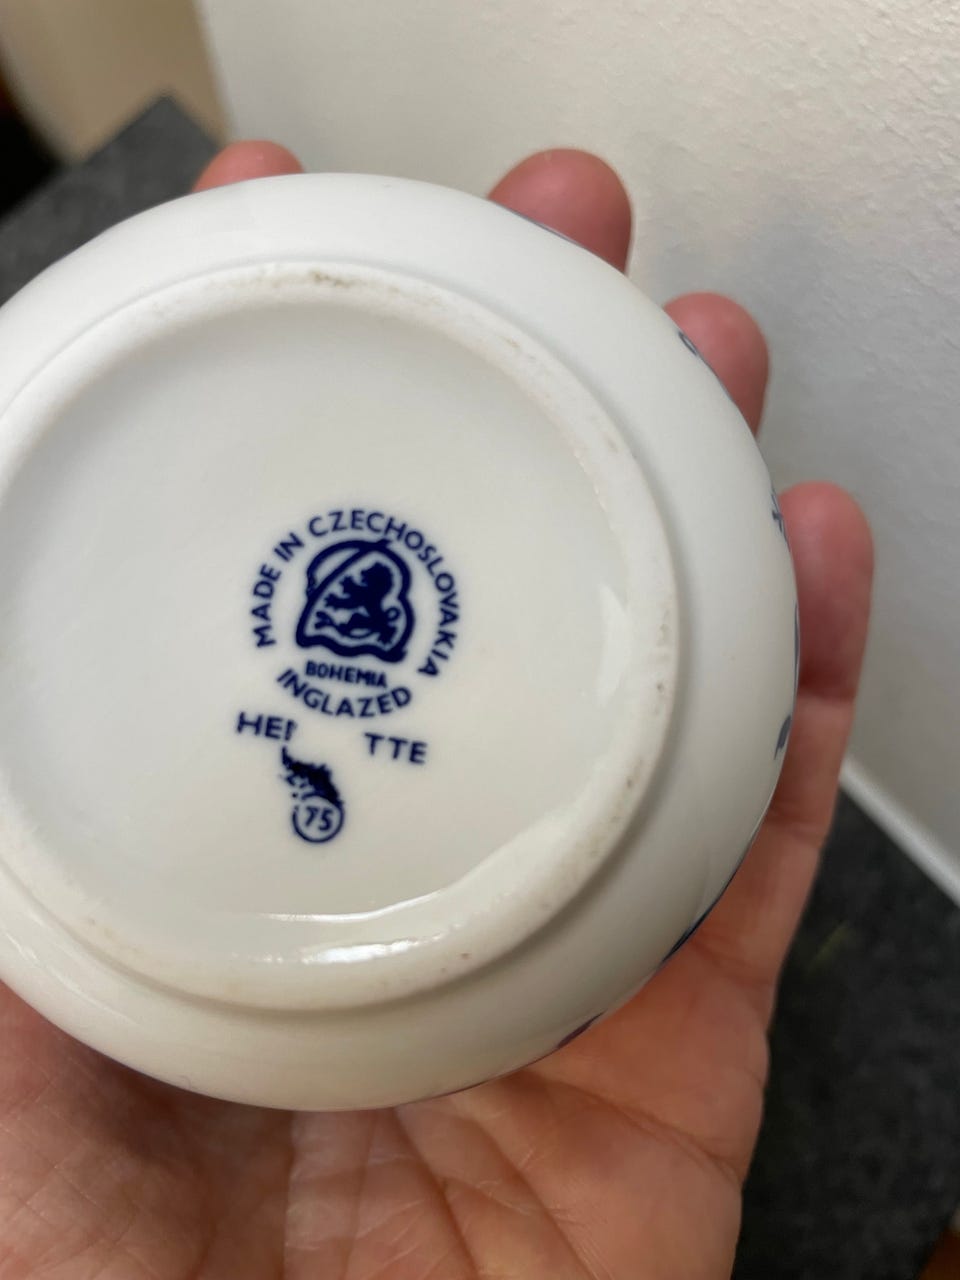 MADE IN CZECHOSLOVAKIA
BOHEMIA
INGLAZED
75